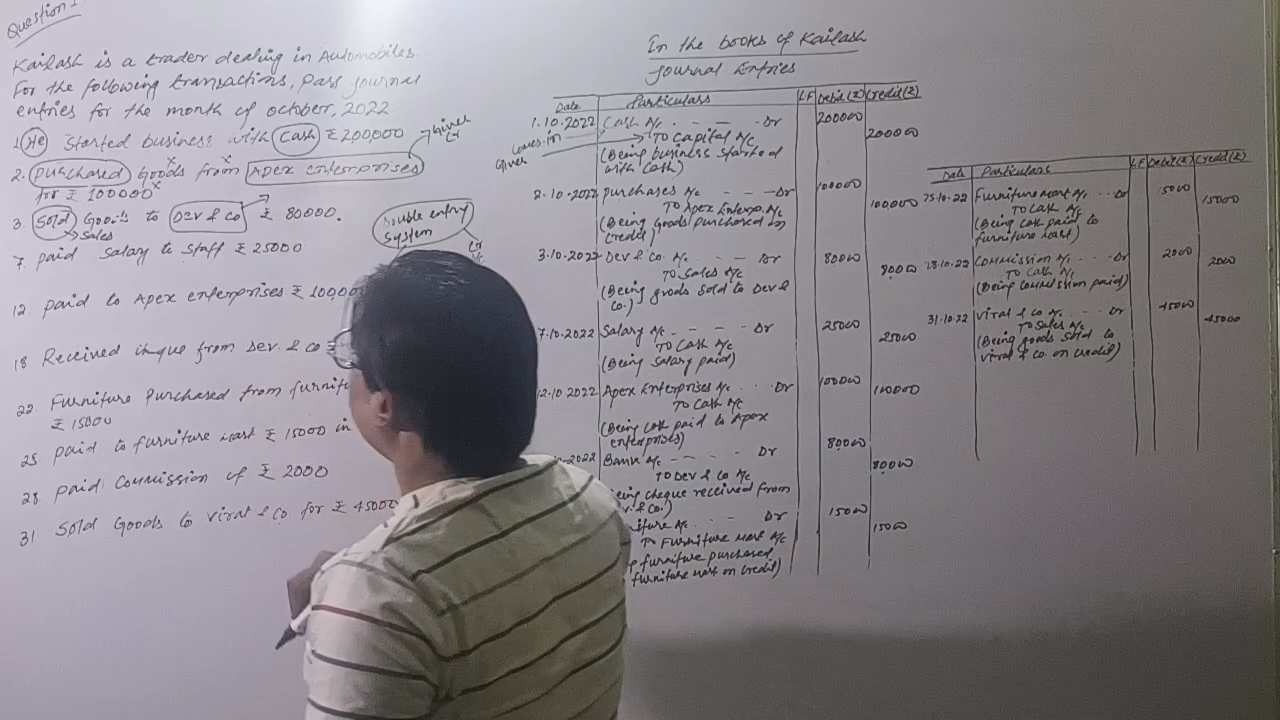 Question 1
Kailash is a trader dealing in Automobiles.
For the following transactions, pass journal
entries for the month of october, 2022
1. He started business with Cash ₹ 200000
Giver
Cr
2. Purchased Goods from Apex enterprises
for ₹ 100000
3. Sold Goods to Dev & co ₹ 80000.
Sales
Double entry
system
7. paid Salary to staff ₹ 25000
12. paid to Apex enterprises ₹ 100000
18 Received cheque from Dev. & co
22. Furniture Purchased from
₹ 15000
25. paid to furniture mart ₹ 15000 in
28 paid Commission of ₹ 2000
31 Sold Goods to viral & co for ₹ 45000
In the books of Kailash
Journal Entries
Date Particulars LF Debit(₹) Credit(₹)
1.10.2022 Cash A/c - - - Dr 200000
comes in
Giver
To Capital A/c 200000
(Being business started
with cash)
2.10.2022 purchases A/c - - - Dr 100000
To Apex Enterp. A/c 100000
(Being Goods purchased on
credit)
3.10.2022 Dev & co. A/c - - Dr 80000
To Sales A/c 80000
(Being goods sold to Dev &
co.)
7.10.2022 Salary A/c - - - - Dr 25000
To Cash A/c 25000
(Being salary paid)
12.10.2022 Apex Enterprises A/c . . . Dr 100000
To Cash A/c 100000
(Being cash paid to Apex
enterprises)
2022 Bank A/c - - - - Dr 80000
To Dev & co A/c 80000
eing cheque received from
& co.)
iture A/c . . - - Dr 15000
To Furniture Mart A/c 15000
furniture purchased
furniture mart on credit)
Date Particulars LF Debit(₹) Credit(₹)
25.10.22 Furniture mart A/c ... Dr 15000
To Cash A/c 15000
(Being cash paid to
furniture mart)
28.10.22 Commission A/c . . . Dr 2000
To Cash A/c 2000
(Being commission paid)
31.10.22 viral & co A/c . . . . Dr 45000
To Sales A/c 45000
(Being goods sold to
viral & co. on credit)